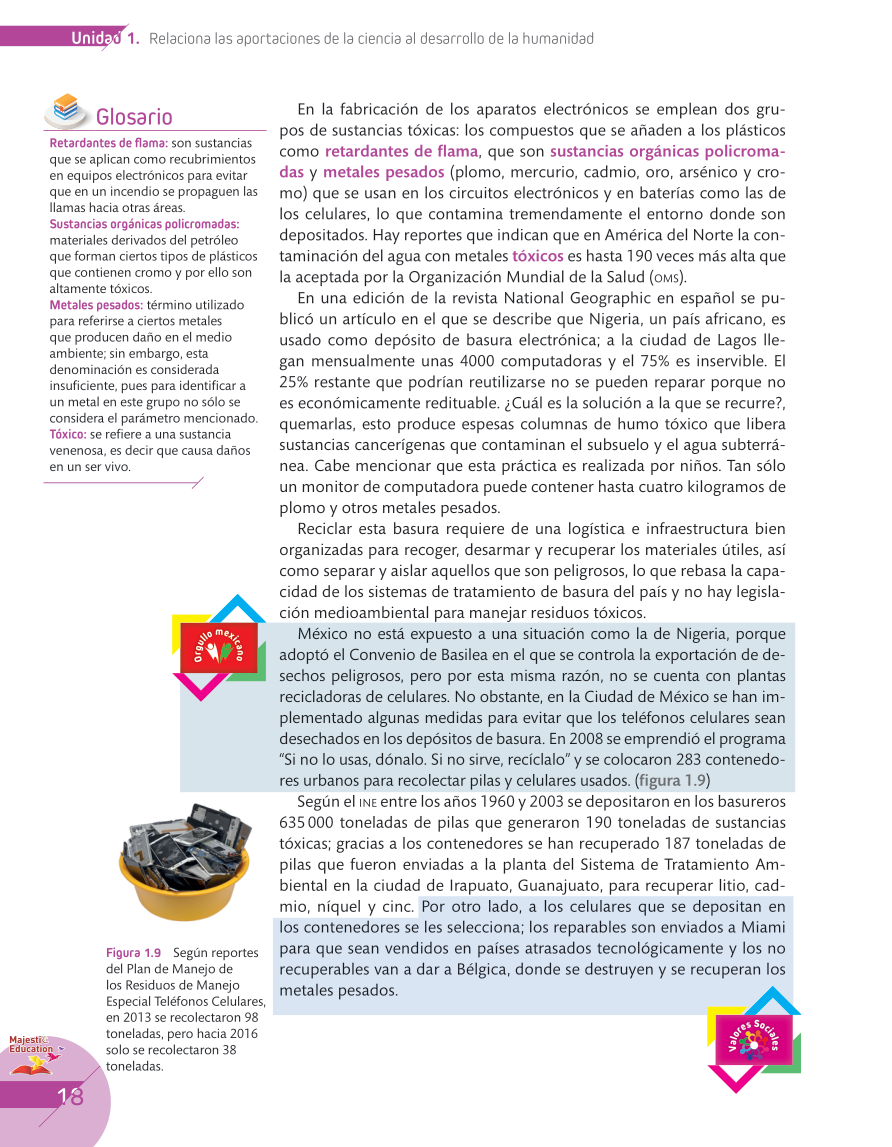 Unidad 1. Relaciona las aportaciones de la ciencia al desarrollo de la humanidad
Glosario
Retardantes de flama: son sustancias
que se aplican como recubrimientos
en equipos electrónicos para evitar
que en un incendio se propaguen las
llamas hacia otras áreas.
Sustancias orgánicas policromadas:
materiales derivados del petróleo
que forman ciertos tipos de plásticos
que contienen cromo y por ello son
altamente tóxicos.
Metales pesados: término utilizado
para referirse a ciertos metales
que producen daño en el medio
ambiente; sin embargo, esta
denominación es considerada
insuficiente, pues para identificar a
un metal en este grupo no sólo se
considera el parámetro mencionado.
Tóxico: se refiere a una sustancia
venenosa, es decir que causa daños
en un ser vivo.
En la fabricación de los aparatos electrónicos se emplean dos gru-
pos de sustancias tóxicas: los compuestos que se añaden a los plásticos
como retardantes de flama, que son sustancias orgánicas policroma-
das y metales pesados (plomo, mercurio, cadmio, oro, arsénico y cro-
mo) que se usan en los circuitos electrónicos y en baterías como las de
los celulares, lo que contamina tremendamente el entorno donde son
depositados. Hay reportes que indican que en América del Norte la con-
taminación del agua con metales tóxicos es hasta 190 veces más alta que
la aceptada por la Organización Mundial de la Salud (OMS).
En una edición de la revista National Geographic en español se pu-
blicó un artículo en el que se describe que Nigeria, un país africano, es
usado como depósito de basura electrónica; a la ciudad de Lagos lle-
gan mensualmente unas 4000 computadoras y el 75% es inservible. El
25% restante que podrían reutilizarse no se pueden reparar porque no
es económicamente redituable. ¿Cuál es la solución a la que se recurre?,
quemarlas, esto produce espesas columnas de humo tóxico que libera
sustancias cancerígenas que contaminan el subsuelo y el agua subterrá-
nea. Cabe mencionar que esta práctica es realizada por niños. Tan sólo
un monitor de computadora puede contener hasta cuatro kilogramos de
plomo y otros metales pesados.
Reciclar esta basura requiere de una logística e infraestructura bien
organizadas para recoger, desarmar y recuperar los materiales útiles, así
como separar y aislar aquellos que son peligrosos, lo que rebasa la capa-
cidad de los sistemas de tratamiento de basura del país y no hay legisla-
ción medioambiental para manejar residuos tóxicos.
Orgullo mexicano
México no está expuesto a una situación como la de Nigeria, porque
adoptó el Convenio de Basilea en el que se controla la exportación de de-
sechos peligrosos, pero por esta misma razón, no se cuenta con plantas
recicladoras de celulares. No obstante, en la Ciudad de México se han im-
plementado algunas medidas para evitar que los teléfonos celulares sean
desechados en los depósitos de basura. En 2008 se emprendió el programa
“Si no lo usas, dónalo. Si no sirve, recíclalo” y se colocaron 283 contenedo-
res urbanos para recolectar pilas y celulares usados. (figura 1.9)
Según el INE entre los años 1960 y 2003 se depositaron en los basureros
635 000 toneladas de pilas que generaron 190 toneladas de sustancias
tóxicas; gracias a los contenedores se han recuperado 187 toneladas de
pilas que fueron enviadas a la planta del Sistema de Tratamiento Am-
biental en la ciudad de Irapuato, Guanajuato, para recuperar litio, cad-
mio, níquel y cinc. Por otro lado, a los celulares que se depositan en
los contenedores se les selecciona; los reparables son enviados a Miami
para que sean vendidos en países atrasados tecnológicamente y los no
recuperables van a dar a Bélgica, donde se destruyen y se recuperan los
metales pesados.
Figura 1.9 Según reportes
del Plan de Manejo de
los Residuos de Manejo
Especial Teléfonos Celulares,
en 2013 se recolectaron 98
toneladas, pero hacia 2016
solo se recolectaron 38
toneladas.
Valores Sociales
Majestic
Education
18